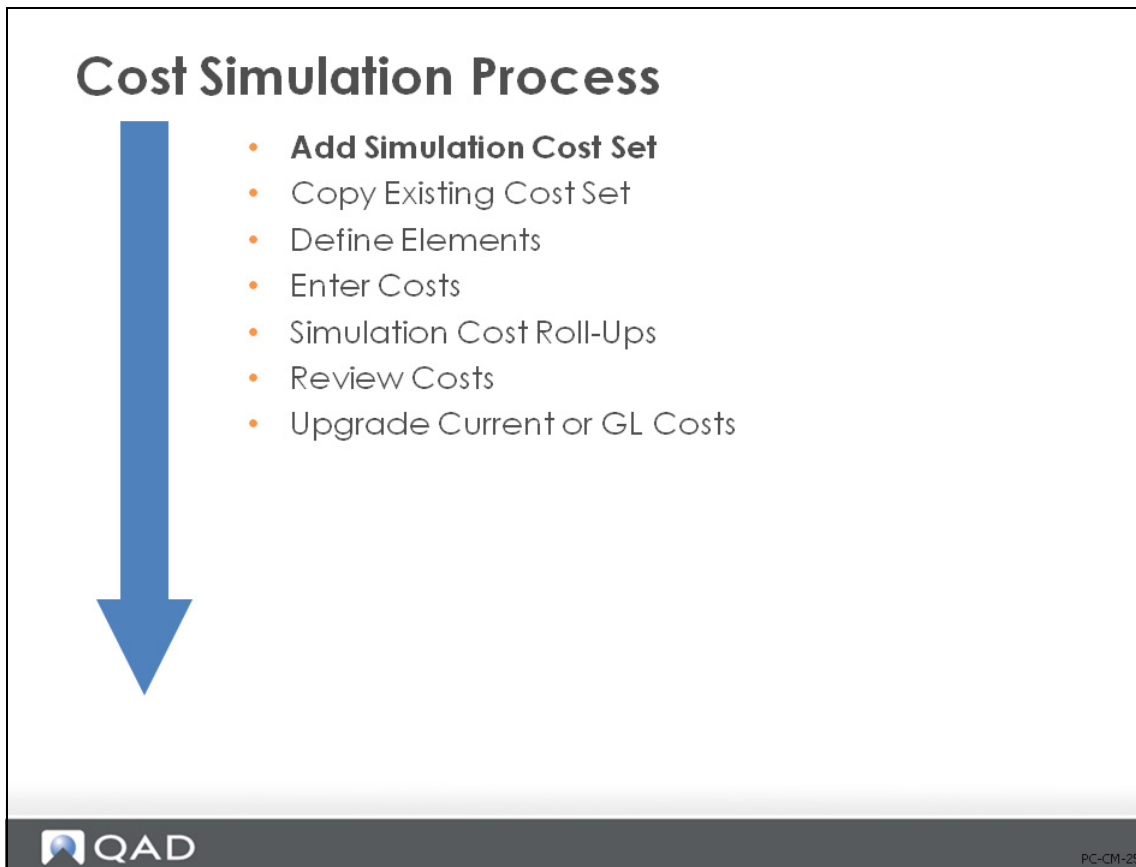 Cost Simulation Process
• Add Simulation Cost Set
• Copy Existing Cost Set
• Define Elements
• Enter Costs
• Simulation Cost Roll-Ups
• Review Costs
• Upgrade Current or GL Costs
QAD